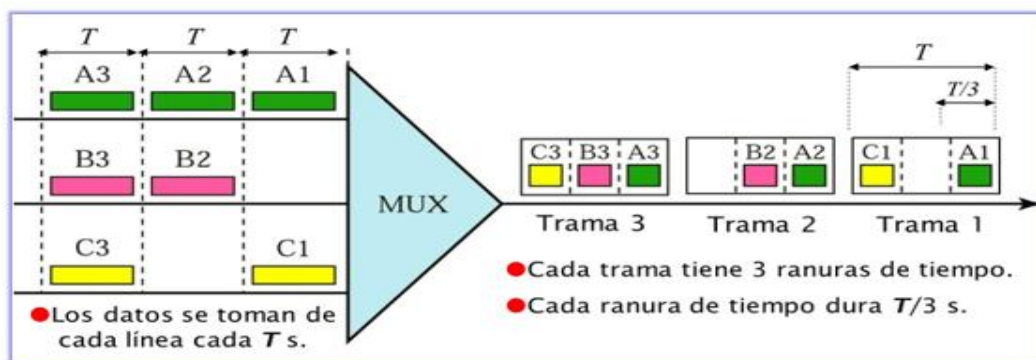 T T T
A3 A2 A1
B3 B2
C3 C1
●Los datos se toman de
cada línea cada T s.
MUX
T
T/3
C3 B3 A3
B2 A2
C1 A1
Trama 3
Trama 2
Trama 1
●Cada trama tiene 3 ranuras de tiempo.
●Cada ranura de tiempo dura T/3 s.